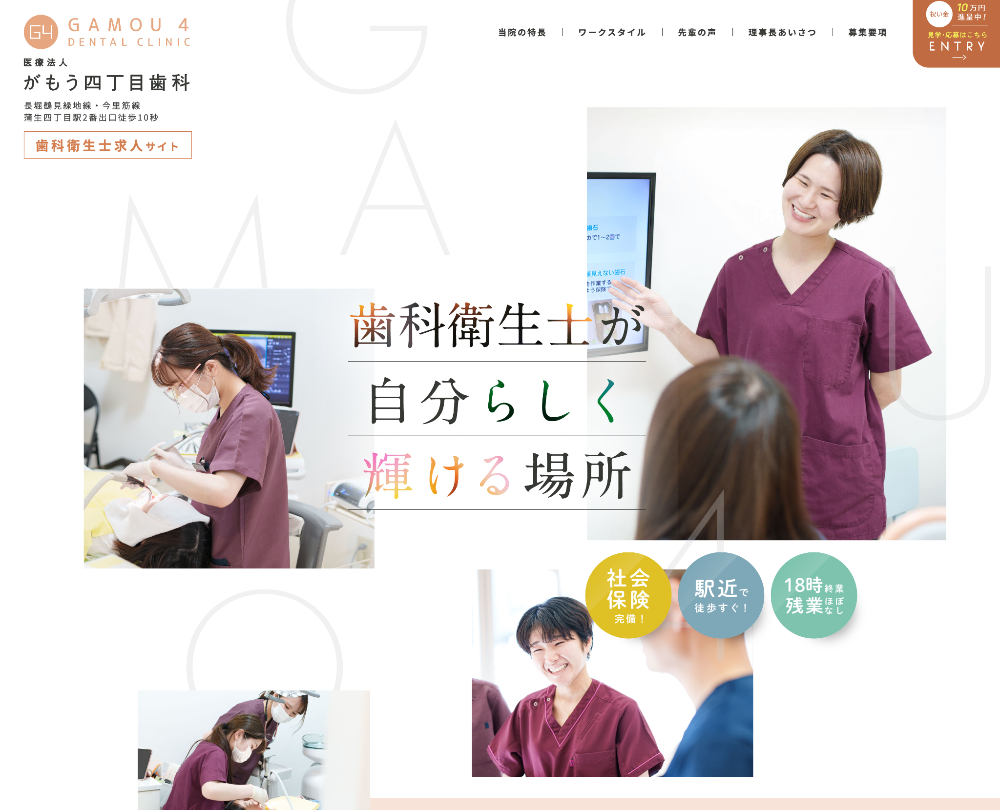 G4
GAMOU 4
DENTAL CLINIC
医療法人
がもう四丁目歯科
長堀鶴見緑地線・今里筋線
蒲生四丁目駅2番出口徒歩10秒
歯科衛生士求人サイト
当院の特長
ワークスタイル
先輩の声
理事長あいさつ
募集要項
祝い金
10万円
進呈中!
見学・応募はこちら
ENTRY
G
A
M
O
U
4
歯石
ので1～2回で
接見えない歯石
を作業する
よう保険で
歯科衛生士が
自分らしく
輝ける場所
社会
保険
完備！
駅近で
徒歩すぐ！
18時終業
残業ほぼなし